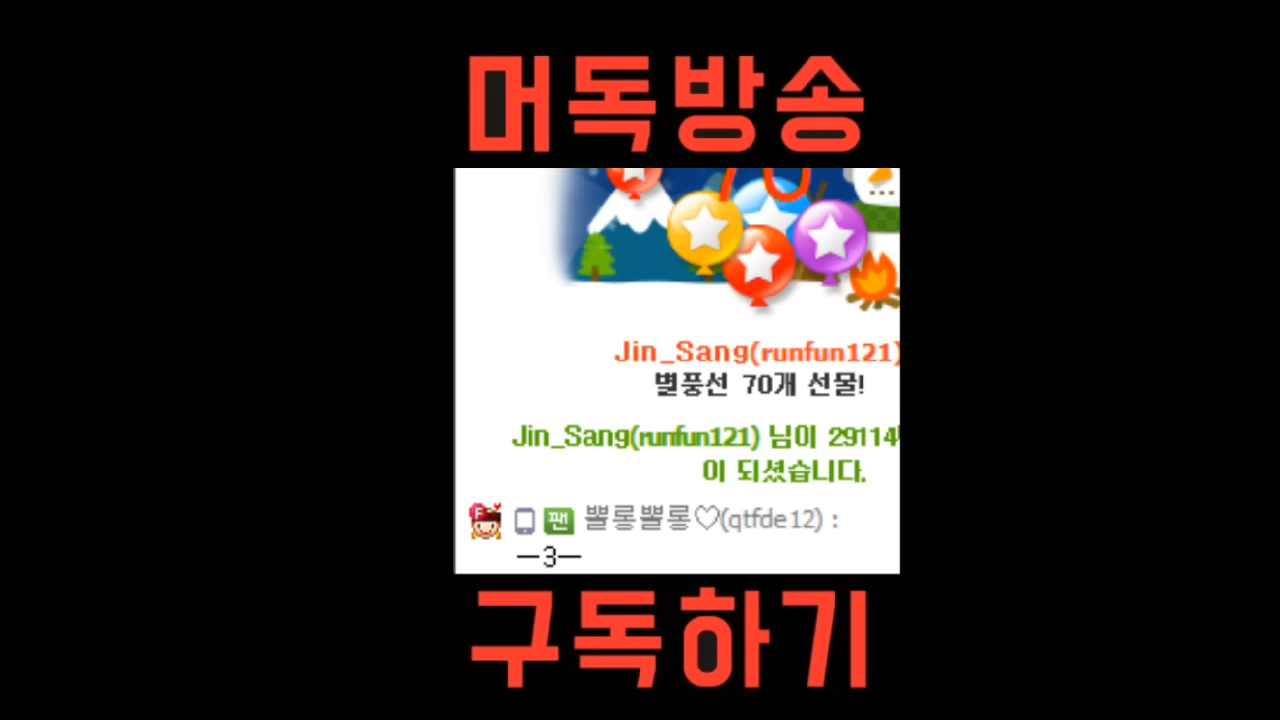 머독방송
70
Jin_Sang(runfun121)
별풍선 70개 선물!
Jin_Sang(runfun121) 님이 29114
이 되셨습니다.
F 팬 뽈롱뽈롱♡(qtfde12) :
ㅡ3ㅡ
구독하기